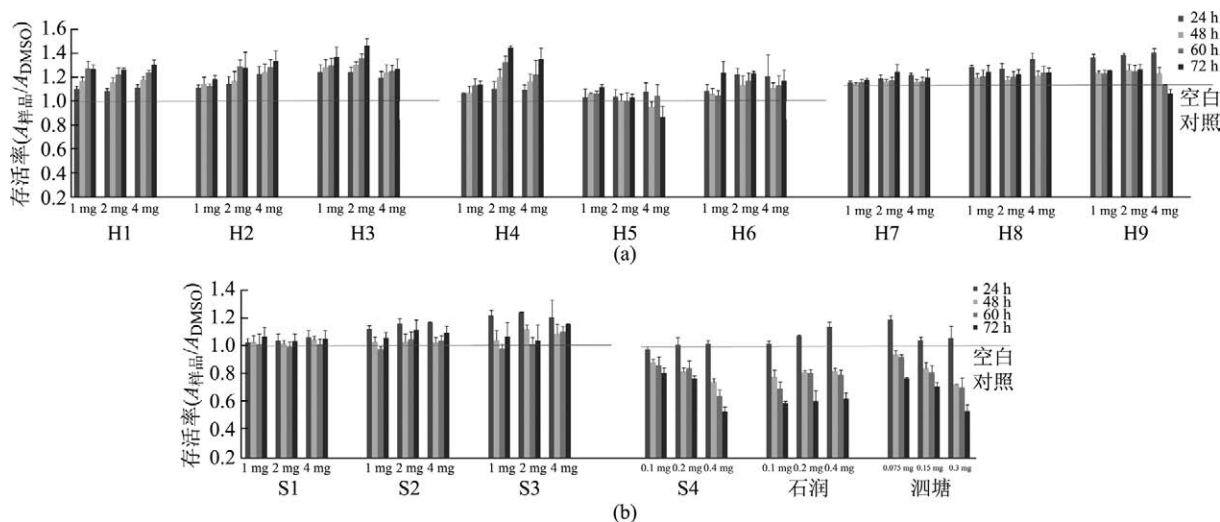 存活率(A样品/ADMSO)
1.6
1.4
1.2
1.0
0.8
0.6
0.4
0.2
24 h
48 h
60 h
72 h
空白
对照
1 mg 2 mg 4 mg 1 mg 2 mg 4 mg 1 mg 2 mg 4 mg 1 mg 2 mg 4 mg 1 mg 2 mg 4 mg 1 mg 2 mg 4 mg 1 mg 2 mg 4 mg 1 mg 2 mg 4 mg 1 mg 2 mg 4 mg
H1 H2 H3 H4 H5 H6 H7 H8 H9
(a)
存活率(A样品/ADMSO)
1.4
1.2
1.0
0.8
0.6
0.4
0.2
24 h
48 h
60 h
72 h
空白
对照
1 mg 2 mg 4 mg 1 mg 2 mg 4 mg 1 mg 2 mg 4 mg 0.1 mg 0.2 mg 0.4 mg 0.1 mg 0.2 mg 0.4 mg 0.075 mg 0.15 mg 0.3 mg
S1 S2 S3 S4 石润 泗塘
(b)